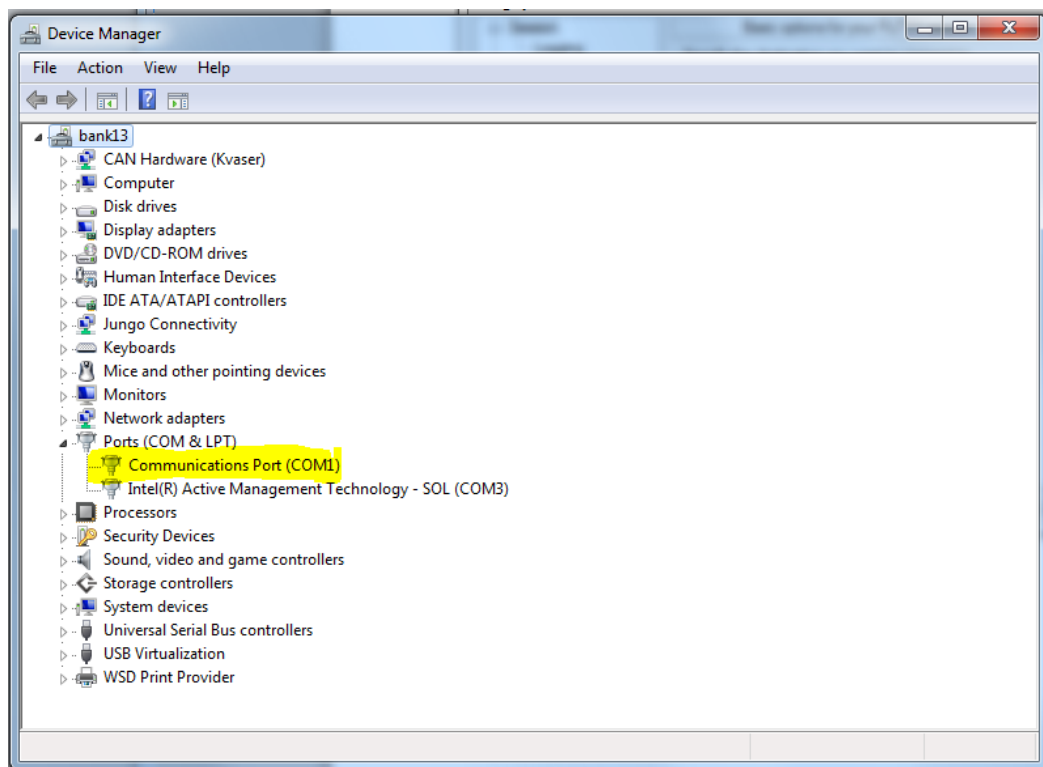 Device Manager
File Action View Help
bank13
CAN Hardware (Kvaser)
Computer
Disk drives
Display adapters
DVD/CD-ROM drives
Human Interface Devices
IDE ATA/ATAPI controllers
Jungo Connectivity
Keyboards
Mice and other pointing devices
Monitors
Network adapters
Ports (COM & LPT)
Communications Port (COM1)
Intel(R) Active Management Technology - SOL (COM3)
Processors
Security Devices
Sound, video and game controllers
Storage controllers
System devices
Universal Serial Bus controllers
USB Virtualization
WSD Print Provider